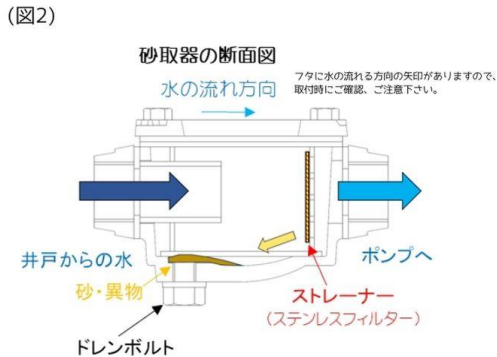 (図2)
砂取器の断面図
水の流れ方向
フタに水の流れる方向の矢印がありますので、
取付時にご確認、ご注意下さい。
井戸からの水
ポンプへ
砂・異物
ストレーナー
(ステンレスフィルター)
ドレンボルト